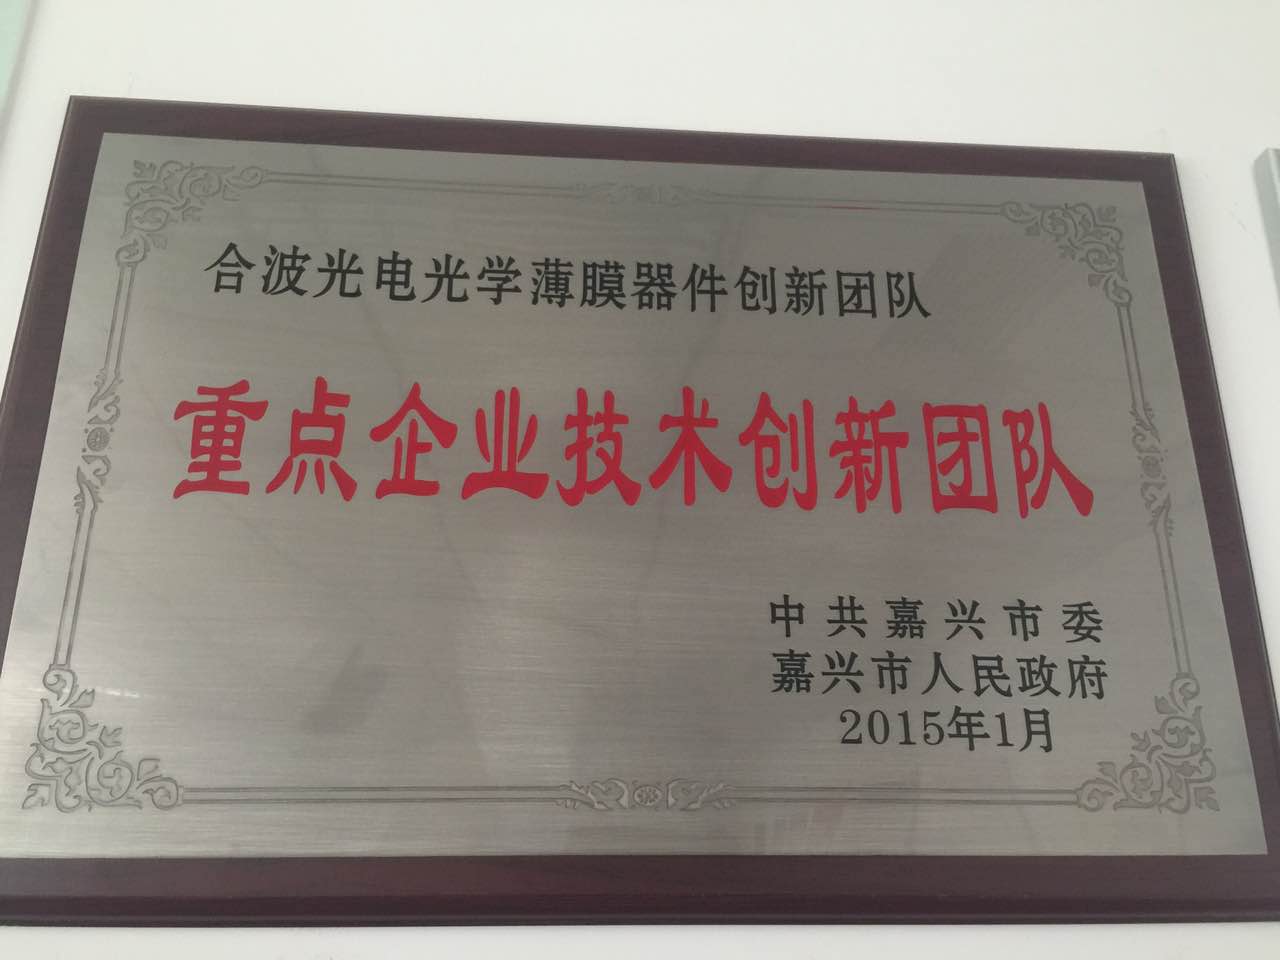 合波光电光学薄膜器件创新团队
重点企业技术创新团队
中共嘉兴市委
嘉兴市人民政府
2015年1月